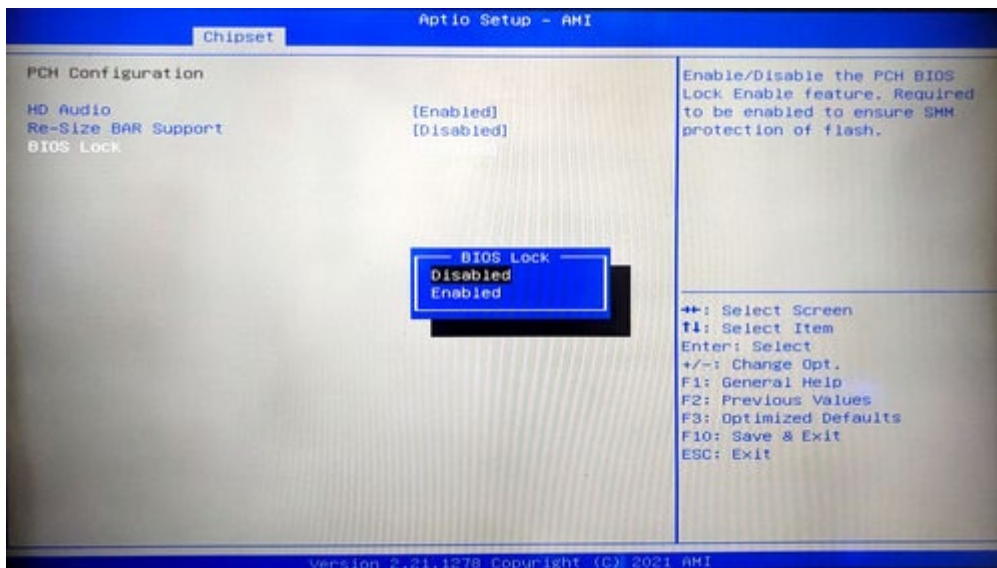 Aptio Setup - AMI
Chipset
PCH Configuration
HD Audio [Enabled]
Re-Size BAR Support [Disabled]
BIOS Lock
BIOS Lock
Disabled
Enabled
Enable/Disable the PCH BIOS
Lock Enable feature. Required
to be enabled to ensure SMM
protection of flash.
→←: Select Screen
↑↓: Select Item
Enter: Select
+/-: Change Opt.
F1: General Help
F2: Previous Values
F3: Optimized Defaults
F10: Save & Exit
ESC: Exit
Version 2.21.1278 Copyright (C) 2021 AMI